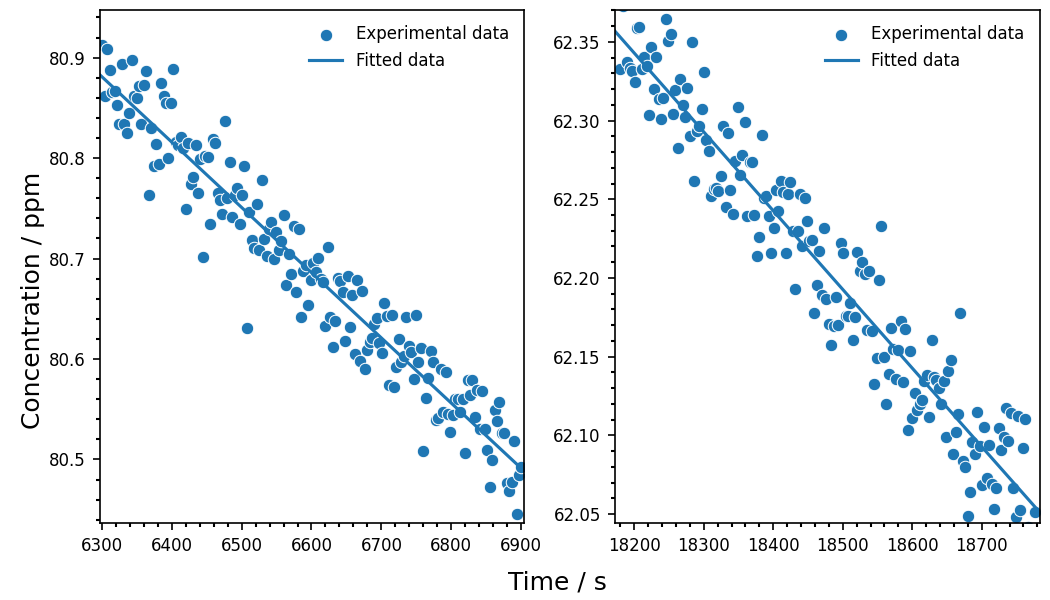 Experimental data
Fitted data
Experimental data
Fitted data
80.9
80.8
80.7
80.6
80.5
62.35
62.30
62.25
62.20
62.15
62.10
62.05
6300 6400 6500 6600 6700 6800 6900
18200 18300 18400 18500 18600 18700
Concentration / ppm
Time / s